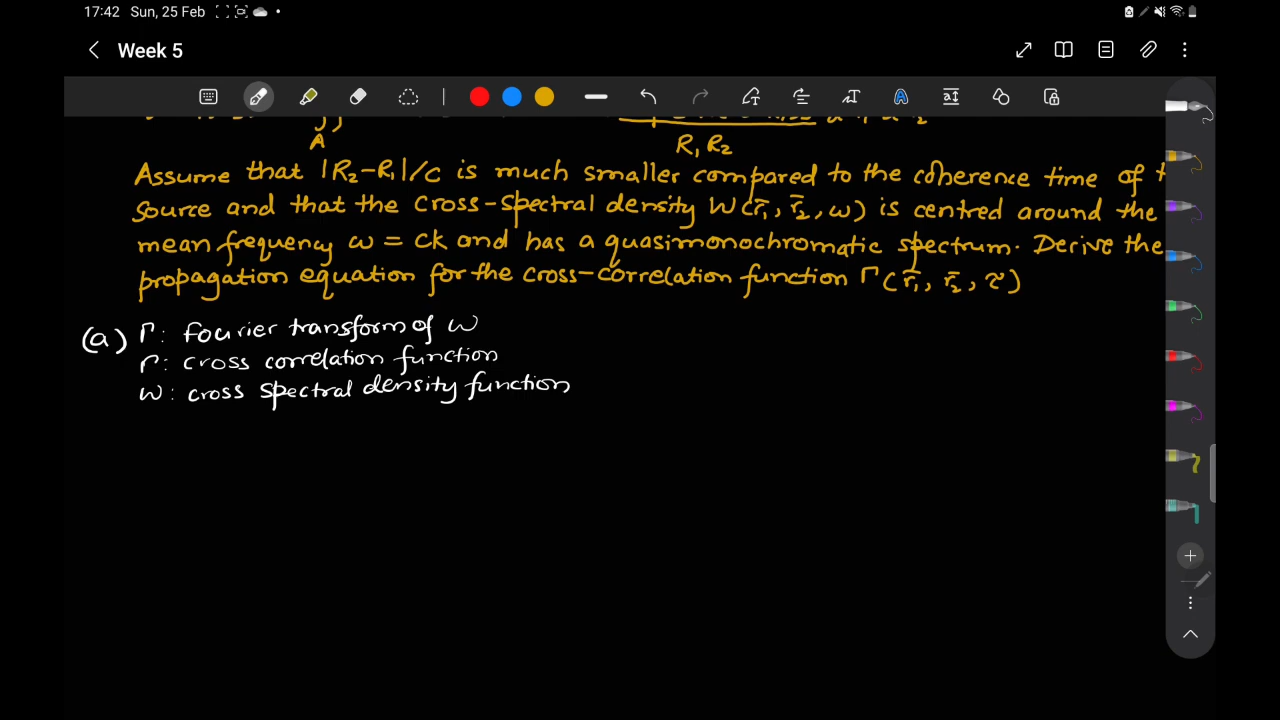 17:42 Sun, 25 Feb
Week 5
A
R₁ R₂
Assume that |R₂-R₁|/c is much smaller compared to the coherence time of t
source and that the cross-spectral density W(r̄₁, r̄₂, ω) is centred around the
mean frequency ω = ck and has a quasimonochromatic spectrum. Derive the
propagation equation for the cross-correlation function Γ(r̄₁, r̄₂, τ)
(a) Γ: fourier transform of W
Γ: cross correlation function
W: cross spectral density function